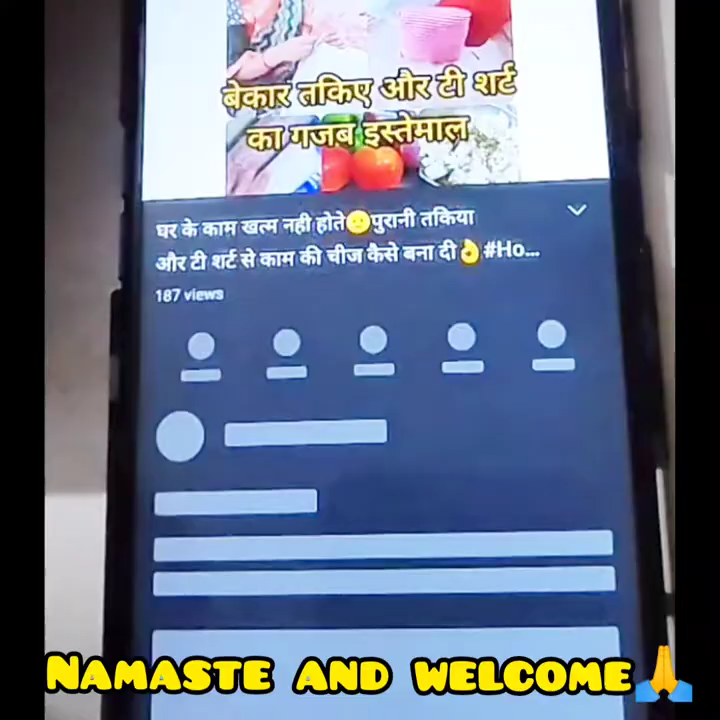 बेकार तकिए और टी शर्ट
का गजब इस्तेमाल
घर के काम खत्म नही होते🙂पुरानी तकिया
और टी शर्ट से काम की चीज कैसे बना दी👌#Ho...
187 views
NAMASTE AND WELCOME🙏